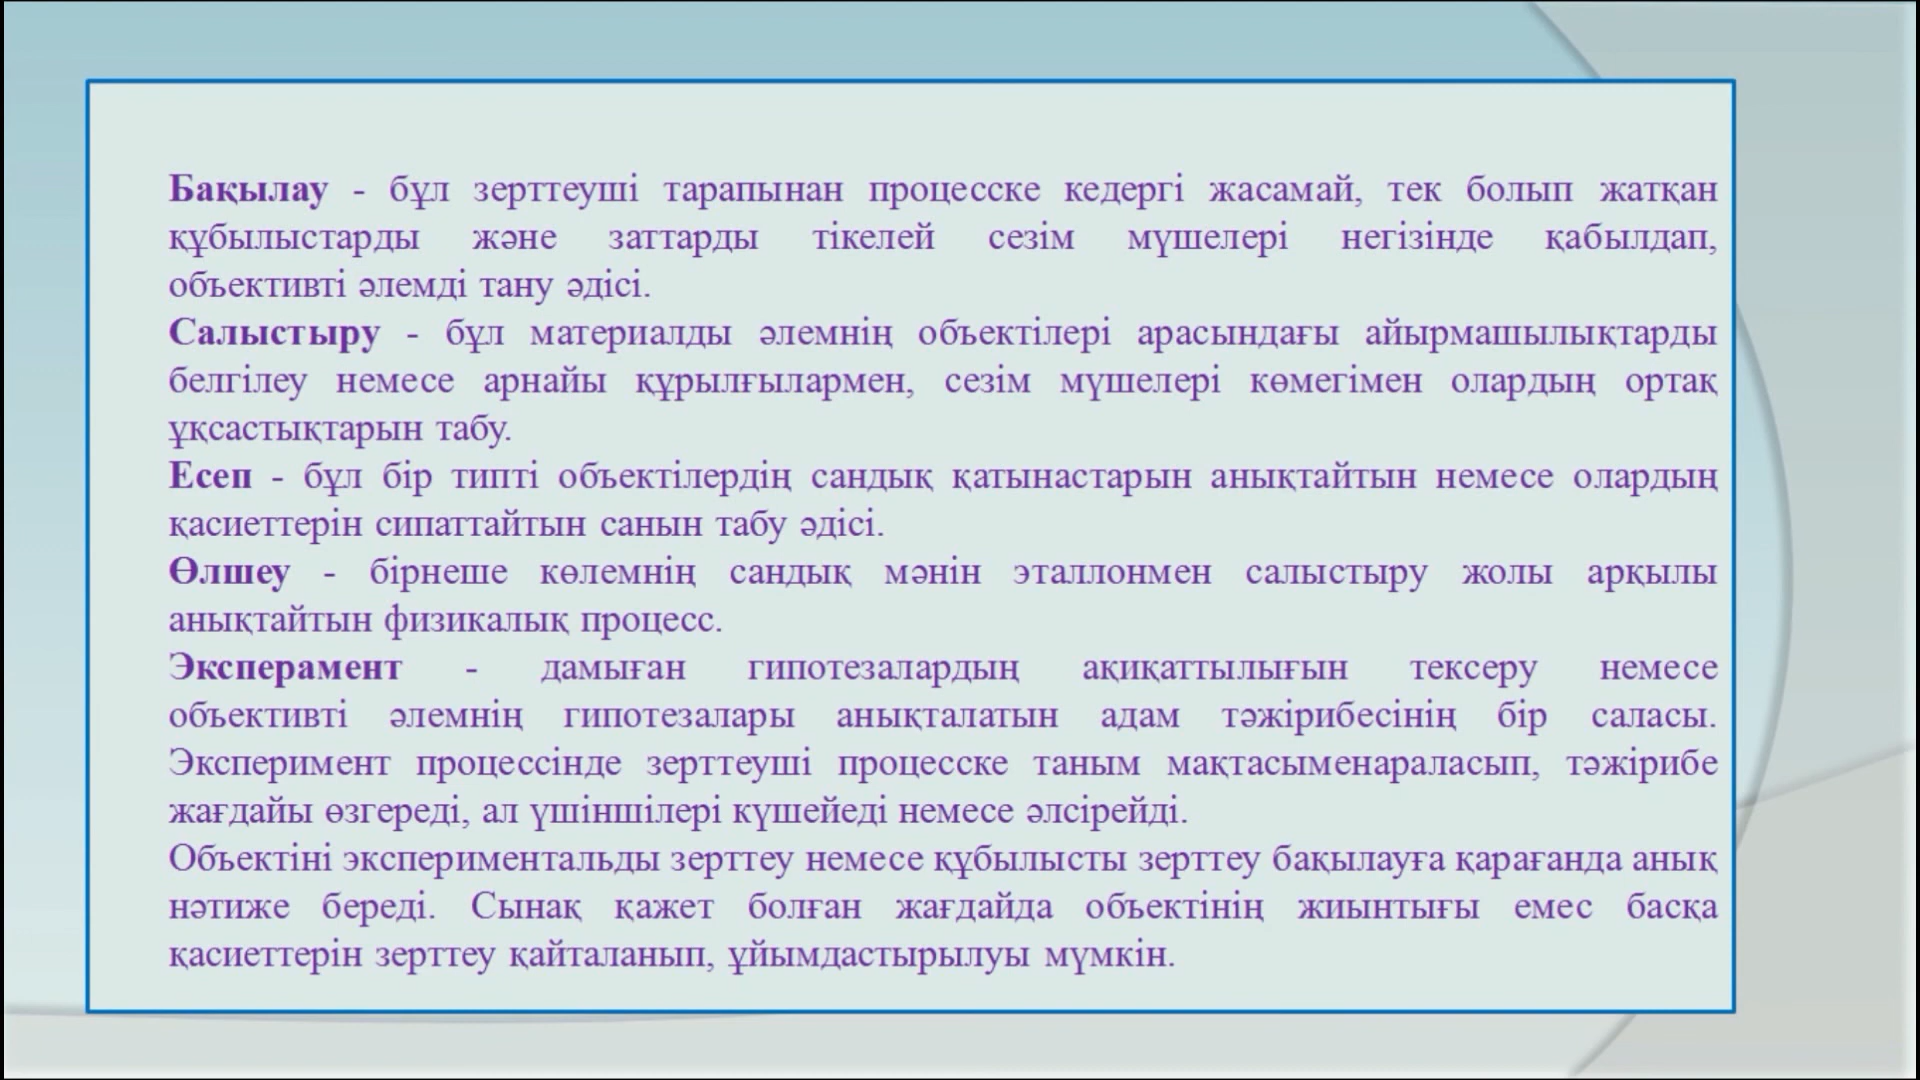 Бақылау - бұл зерттеуші тарапынан процесске кедергі жасамай, тек болып жатқан
құбылыстарды және заттарды тікелей сезім мүшелері негізінде қабылдап,
объективті әлемді тану әдісі.
Салыстыру - бұл материалды әлемнің объектілері арасындағы айырмашылықтарды
белгілеу немесе арнайы құрылғылармен, сезім мүшелері көмегімен олардың ортақ
ұқсастықтарын табу.
Есеп - бұл бір типті объектілердің сандық қатынастарын анықтайтын немесе олардың
қасиеттерін сипаттайтын санын табу әдісі.
Өлшеу - бірнеше көлемнің сандық мәнін эталлонмен салыстыру жолы арқылы
анықтайтын физикалық процесс.
Эксперамент - дамыған гипотезалардың ақиқаттылығын тексеру немесе
объективті әлемнің гипотезалары анықталатын адам тәжірибесінің бір саласы.
Эксперимент процессінде зерттеуші процесске таным мақтасыменараласып, тәжірибе
жағдайы өзгереді, ал үшіншілері күшейеді немесе әлсірейді.
Объектіні экспериментальды зерттеу немесе құбылысты зерттеу бақылауға қарағанда анық
нәтиже береді. Сынақ қажет болған жағдайда объектінің жиынтығы емес басқа
қасиеттерін зерттеу қайталанып, ұйымдастырылуы мүмкін.